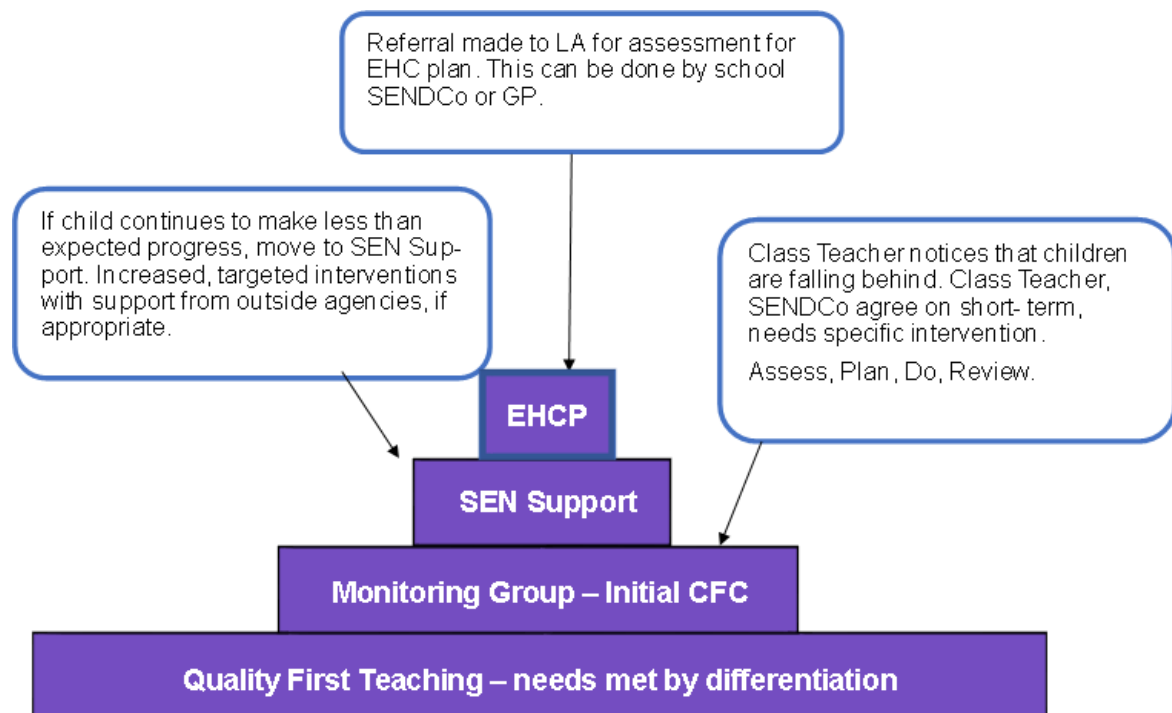 Referral made to LA for assessment for
EHC plan. This can be done by school
SENDCo or GP.
If child continues to make less than
expected progress, move to SEN Sup-
port. Increased, targeted interventions
with support from outside agencies, if
appropriate.
Class Teacher notices that children
are falling behind. Class Teacher,
SENDCo agree on short- term,
needs specific intervention.
Assess, Plan, Do, Review.
EHCP
SEN Support
Monitoring Group – Initial CFC
Quality First Teaching – needs met by differentiation